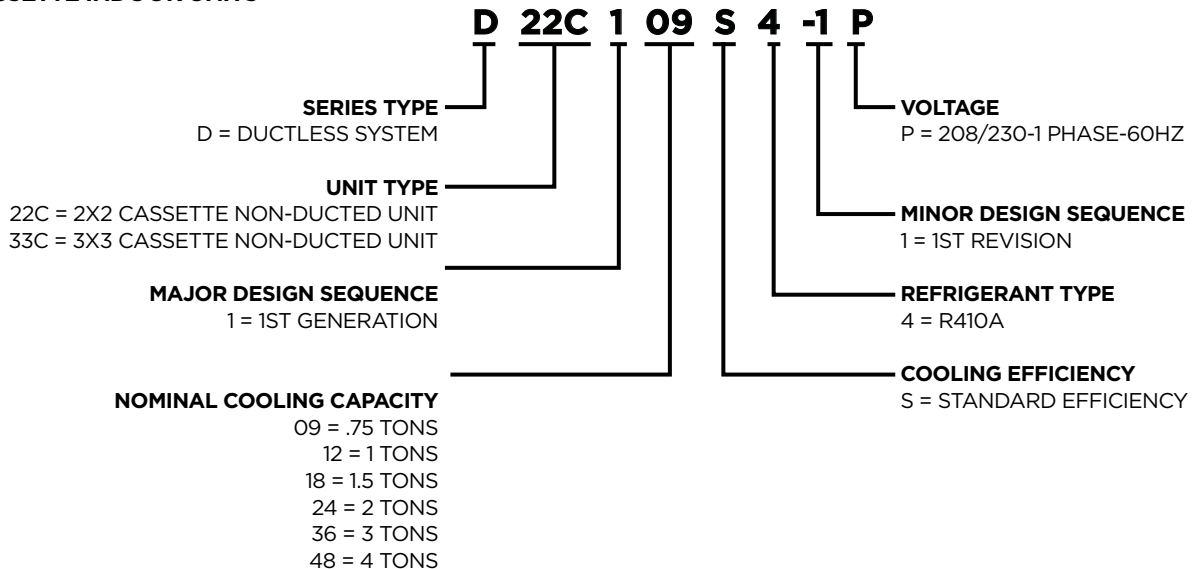 D 22C 1 09 S 4 -1 P
SERIES TYPE
D = DUCTLESS SYSTEM
UNIT TYPE
22C = 2X2 CASSETTE NON-DUCTED UNIT
33C = 3X3 CASSETTE NON-DUCTED UNIT
MAJOR DESIGN SEQUENCE
1 = 1ST GENERATION
NOMINAL COOLING CAPACITY
09 = .75 TONS
12 = 1 TONS
18 = 1.5 TONS
24 = 2 TONS
36 = 3 TONS
48 = 4 TONS
VOLTAGE
P = 208/230-1 PHASE-60HZ
MINOR DESIGN SEQUENCE
1 = 1ST REVISION
REFRIGERANT TYPE
4 = R410A
COOLING EFFICIENCY
S = STANDARD EFFICIENCY